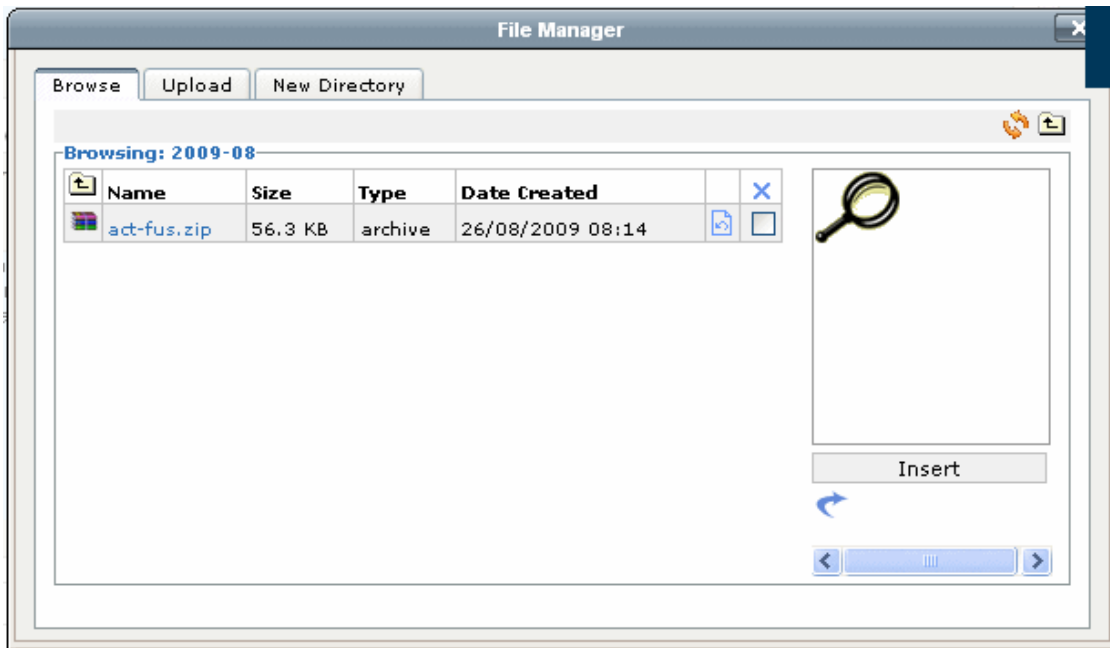 File Manager
Browse Upload New Directory
Browsing: 2009-08
Name Size Type Date Created
act-fus.zip 56.3 KB archive 26/08/2009 08:14
Insert